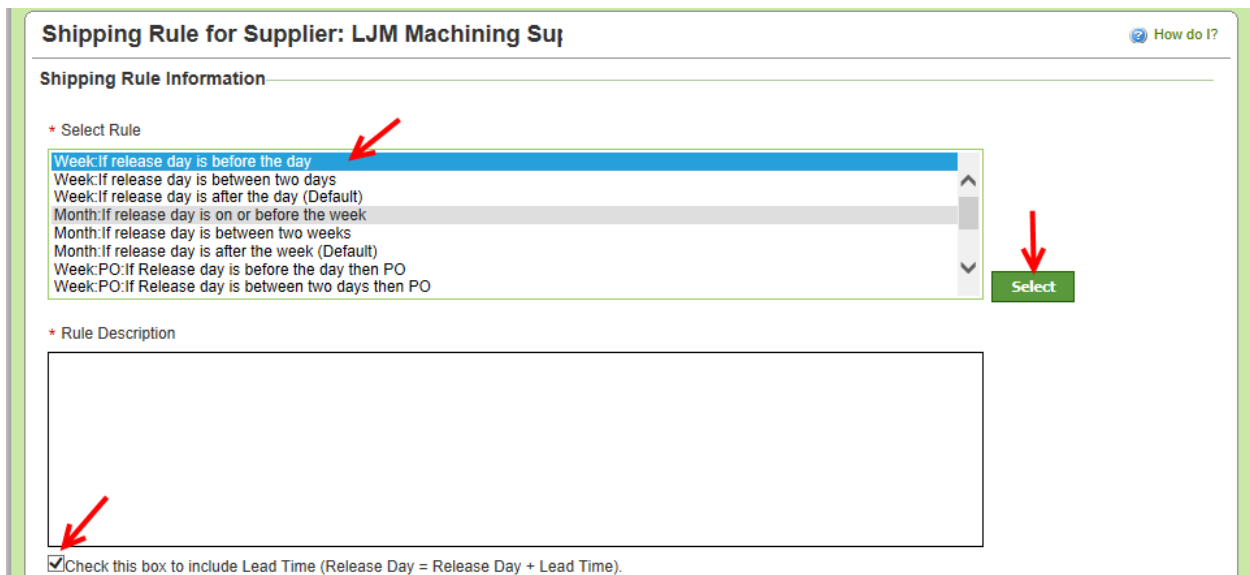 Shipping Rule for Supplier: LJM Machining Sup
How do I?
Shipping Rule Information
* Select Rule
Week:If release day is before the day
Week:If release day is between two days
Week:If release day is after the day (Default)
Month:If release day is on or before the week
Month:If release day is between two weeks
Month:If release day is after the week (Default)
Week:PO:If Release day is before the day then PO
Week:PO:If Release day is between two days then PO
Select
* Rule Description
Check this box to include Lead Time (Release Day = Release Day + Lead Time).